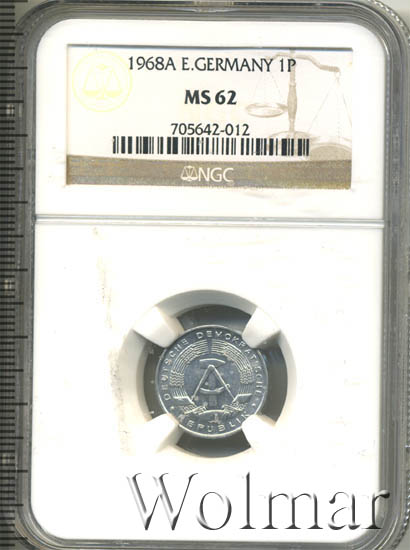 1968A E.GERMANY 1P
MS 62
705642-012
NGC
DEUTSCHE DEMOKRATISCHE
REPUBLIK
Wolmar